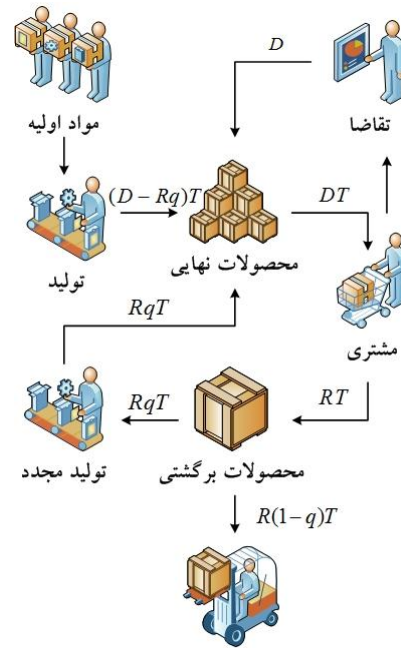 D
مواد اولیه
تقاضا
(D − Rq)T
DT
تولید
محصولات نهایی
RqT
مشتری
RqT
RT
تولید مجدد
محصولات برگشتی
R(1−q)T